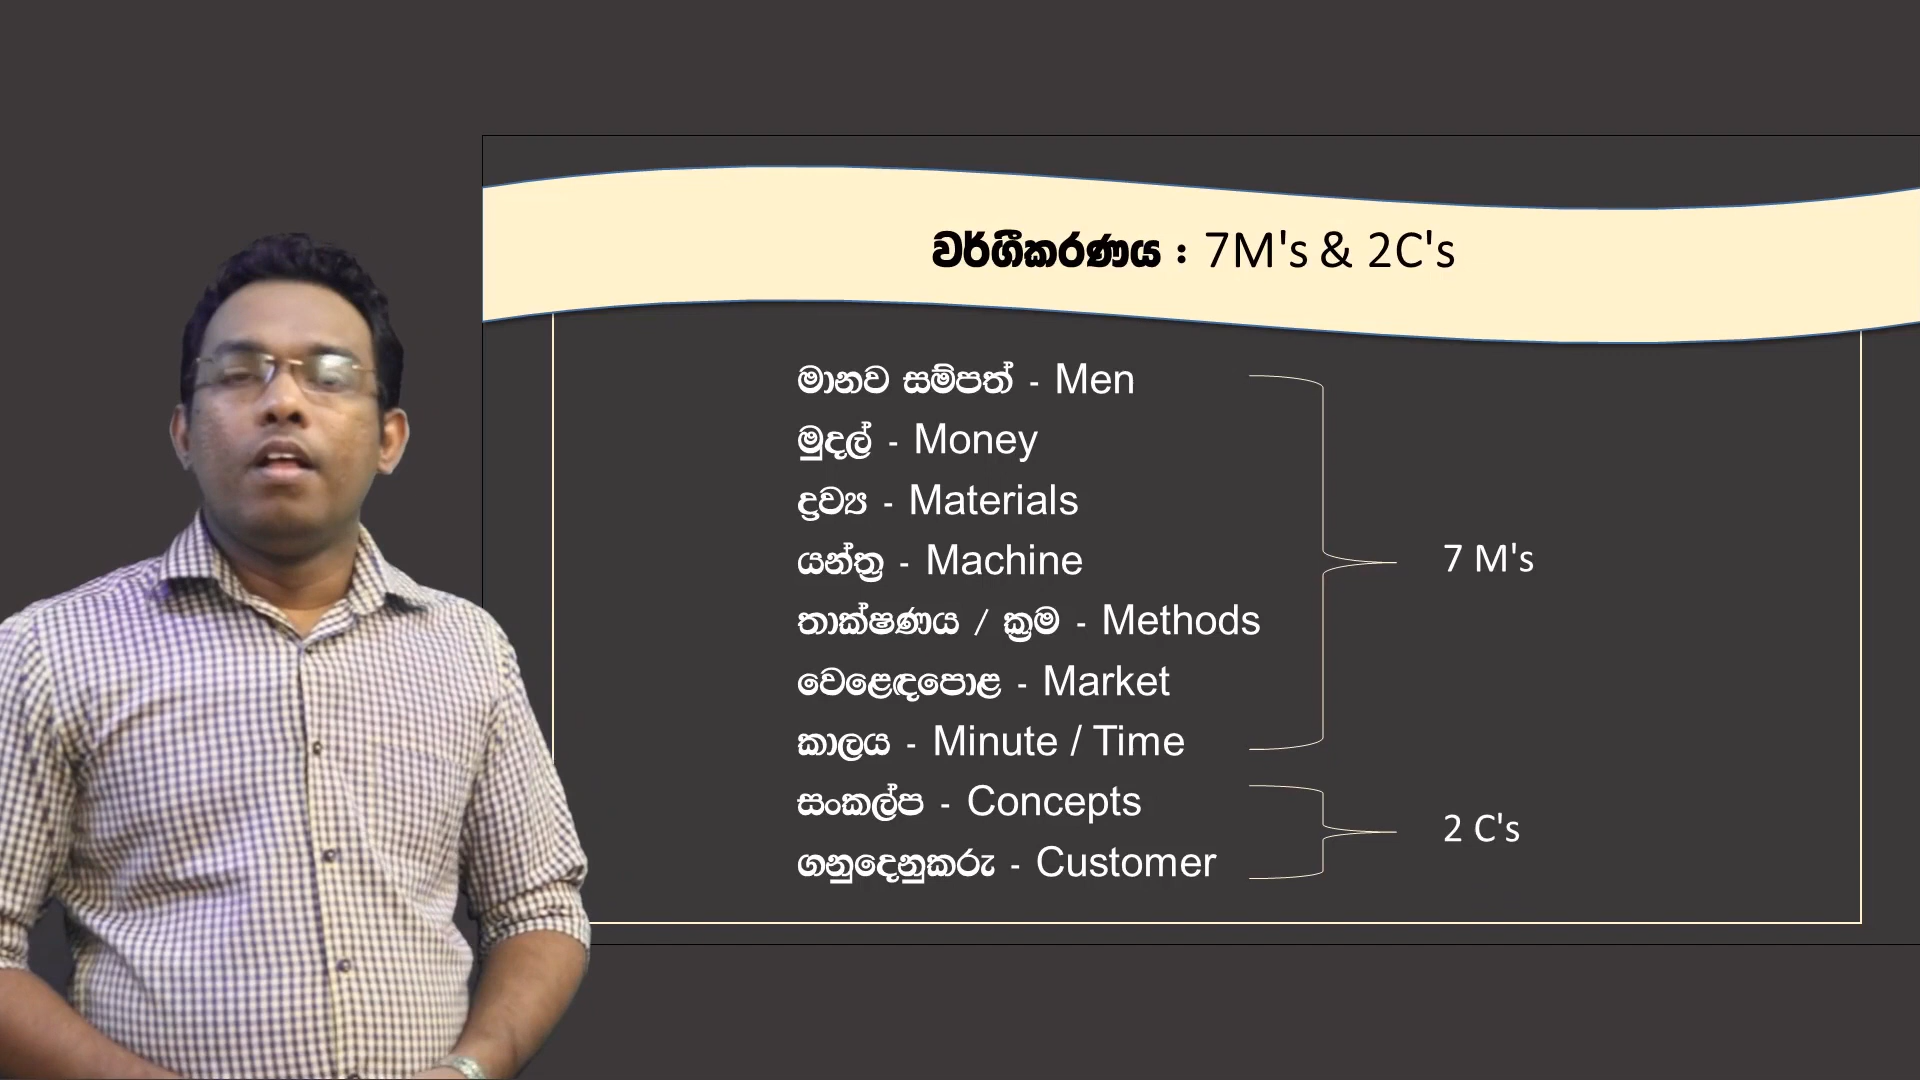 වර්ගීකරණය : 7M's & 2C's
මානව සම්පත් - Men
මුදල් - Money
ද්‍රව්‍ය - Materials
යන්ත්‍ර - Machine
තාක්ෂණය / ක්‍රම - Methods
වෙළෙඳපොළ - Market
කාලය - Minute / Time
7 M's
සංකල්ප - Concepts
ගනුදෙනුකරු - Customer
2 C's